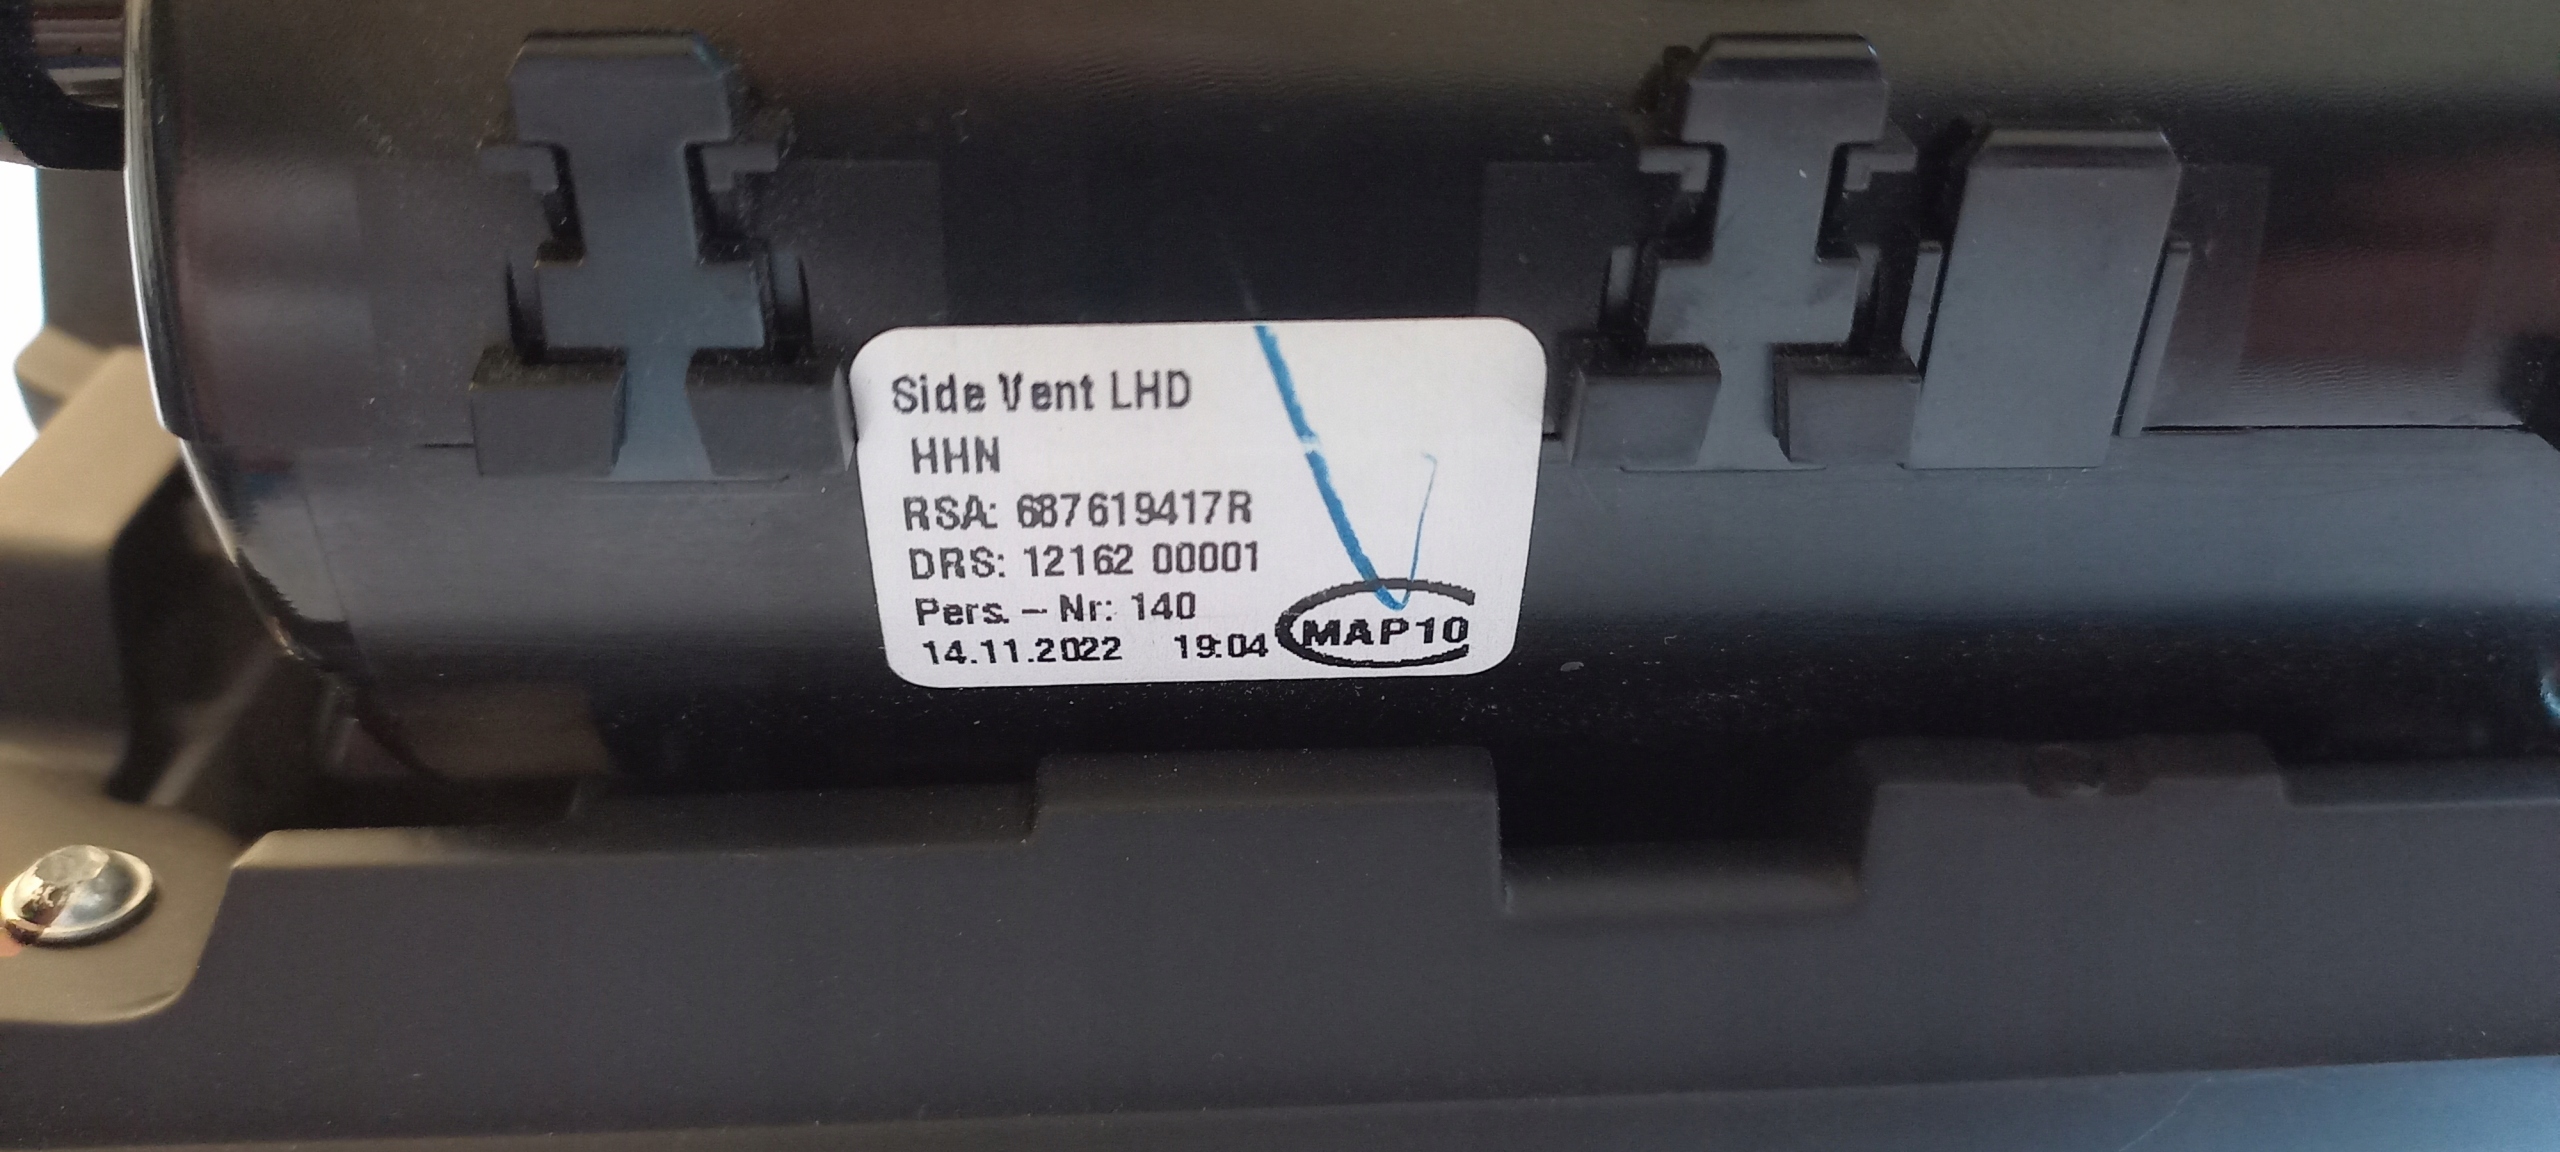 Side Vent LHD
HHN
RSA: 687619417R
DRS: 12162 00001
Pers. - Nr: 140
14.11.2022 19:04 MAP10